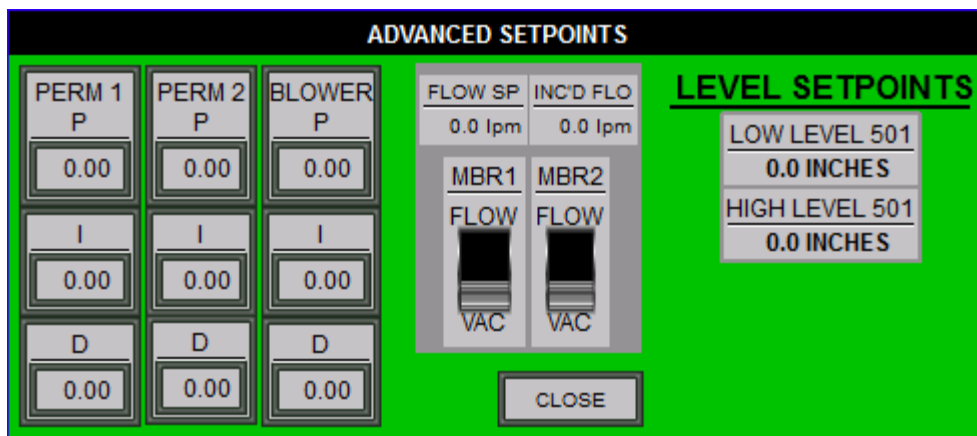 ADVANCED SETPOINTS
PERM 1
P
0.00
I
0.00
D
0.00
PERM 2
P
0.00
I
0.00
D
0.00
BLOWER
P
0.00
I
0.00
D
0.00
FLOW SP
0.0 lpm
INC'D FLO
0.0 lpm
MBR1
FLOW
VAC
MBR2
FLOW
VAC
CLOSE
LEVEL SETPOINTS
LOW LEVEL 501
0.0 INCHES
HIGH LEVEL 501
0.0 INCHES